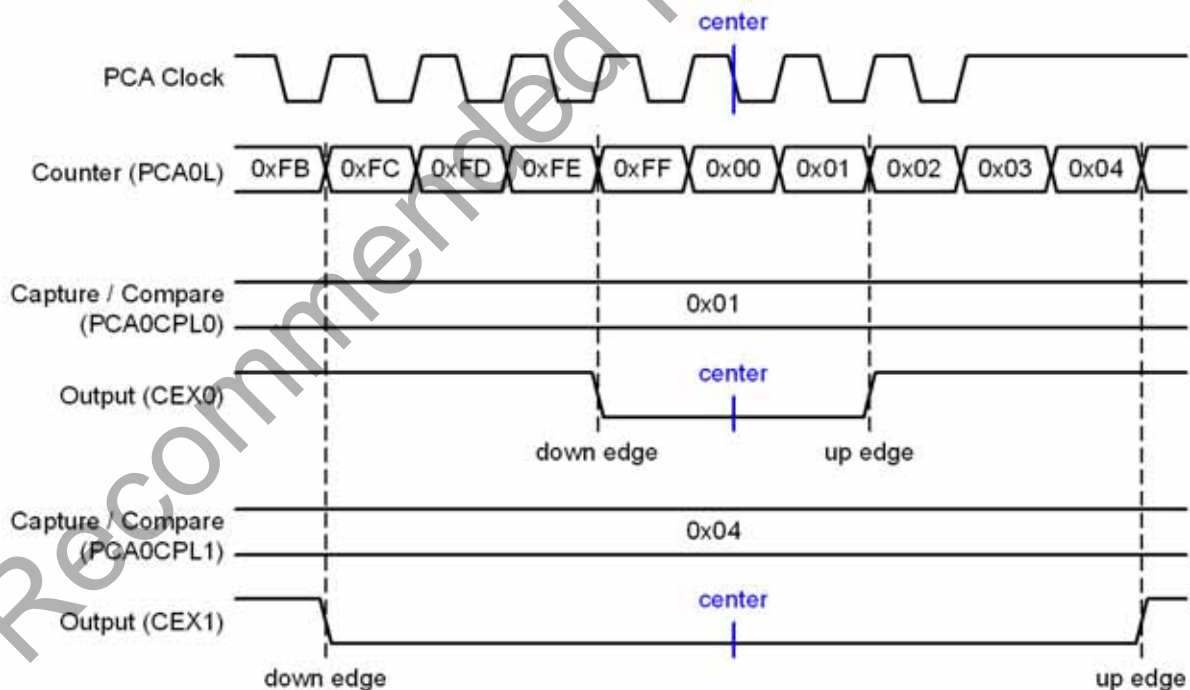 center
PCA Clock
Counter (PCA0L) 0xFB 0xFC 0xFD 0xFE 0xFF 0x00 0x01 0x02 0x03 0x04
Capture / Compare
(PCA0CPL0)
0x01
center
Output (CEX0)
down edge up edge
Capture / Compare
(PCA0CPL1)
0x04
center
Output (CEX1)
down edge up edge
Recommended